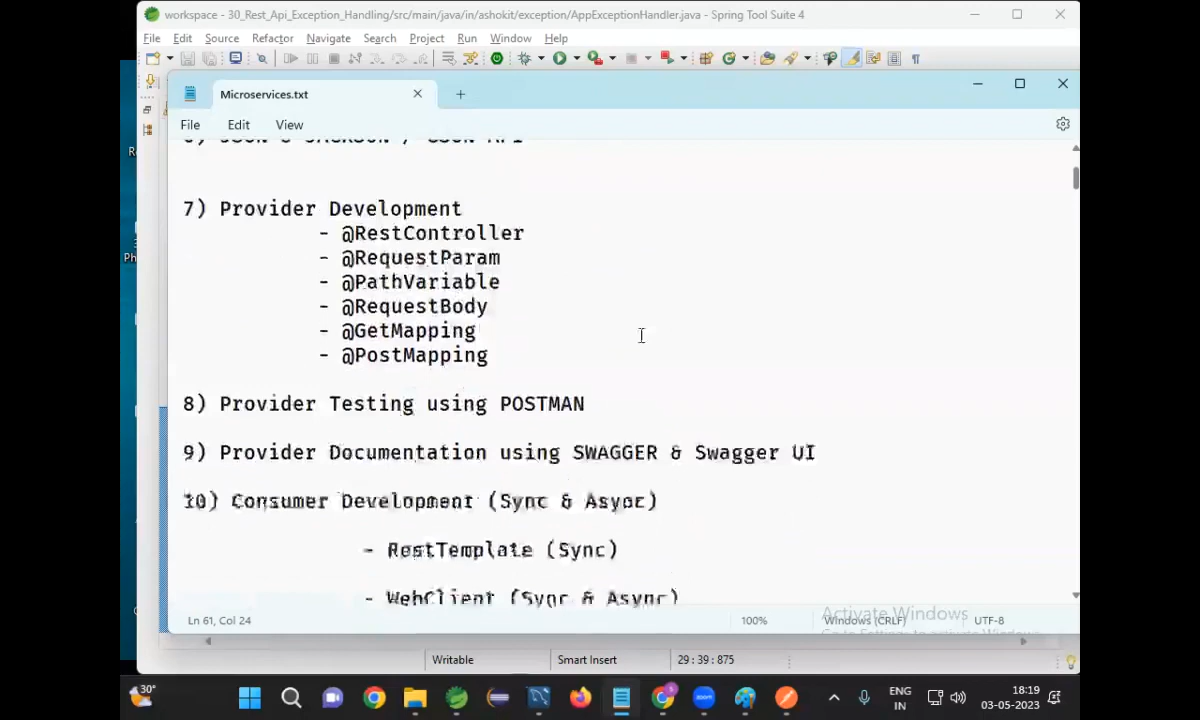 workspace - 30_Rest_Api_Exception_Handling/src/main/java/in/ashokit/exception/AppExceptionHandler.java - Spring Tool Suite 4
File Edit Source Refactor Navigate Search Project Run Window Help
Microservices.txt
File Edit View
7) Provider Development
- @RestController
- @RequestParam
- @PathVariable
- @RequestBody
- @GetMapping
- @PostMapping
8) Provider Testing using POSTMAN
9) Provider Documentation using SWAGGER & Swagger UI
10) Consumer Development (Sync & Async)
- RestTemplate (Sync)
- WebClient (Sync & Async)
Activate Windows
Ln 61, Col 24 100% Windows (CRLF) UTF-8
Writable Smart Insert 29 : 39 : 875
30° ENG 18:19
IN 03-05-2023